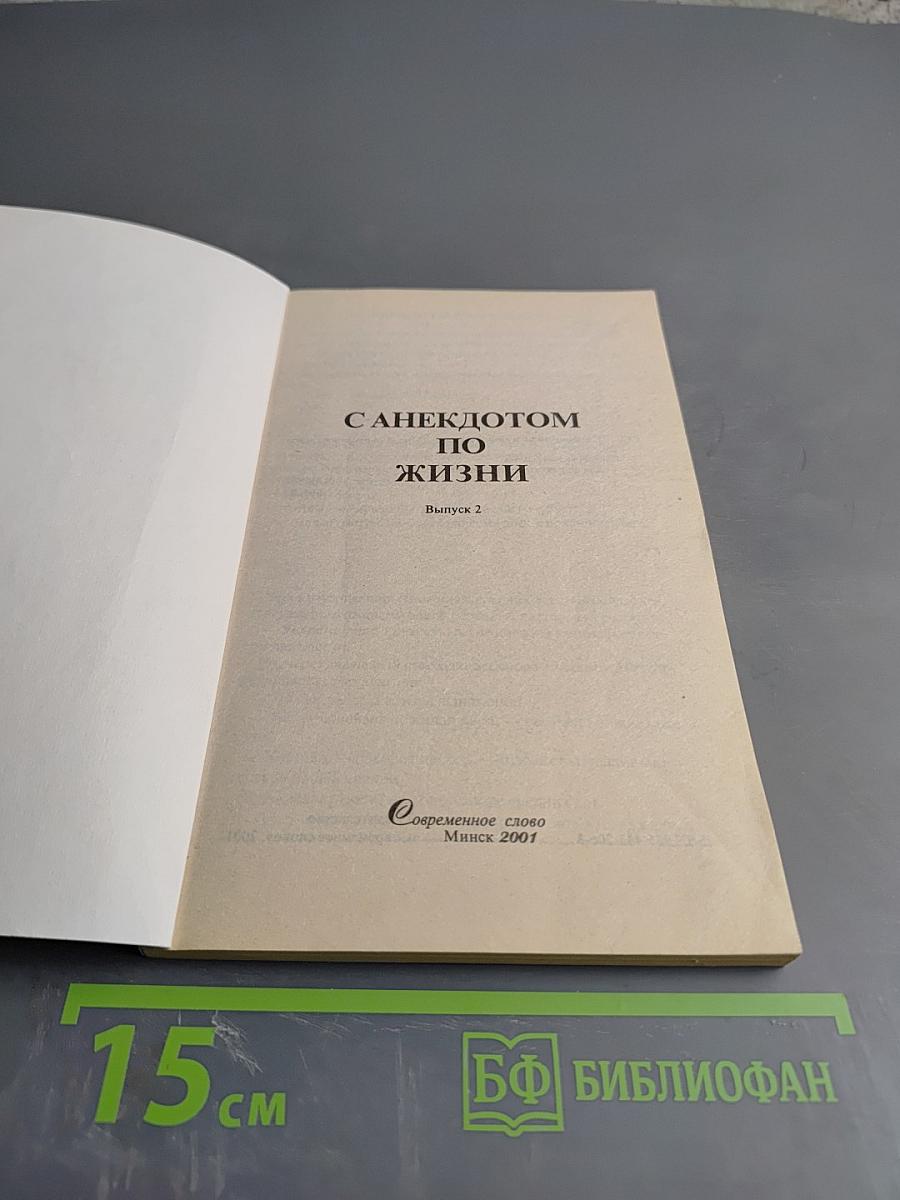 С АНЕКДОТОМ
ПО
ЖИЗНИ
Выпуск 2
Современное слово
Минск 2001
15 см
БФ БИБЛИОФАН